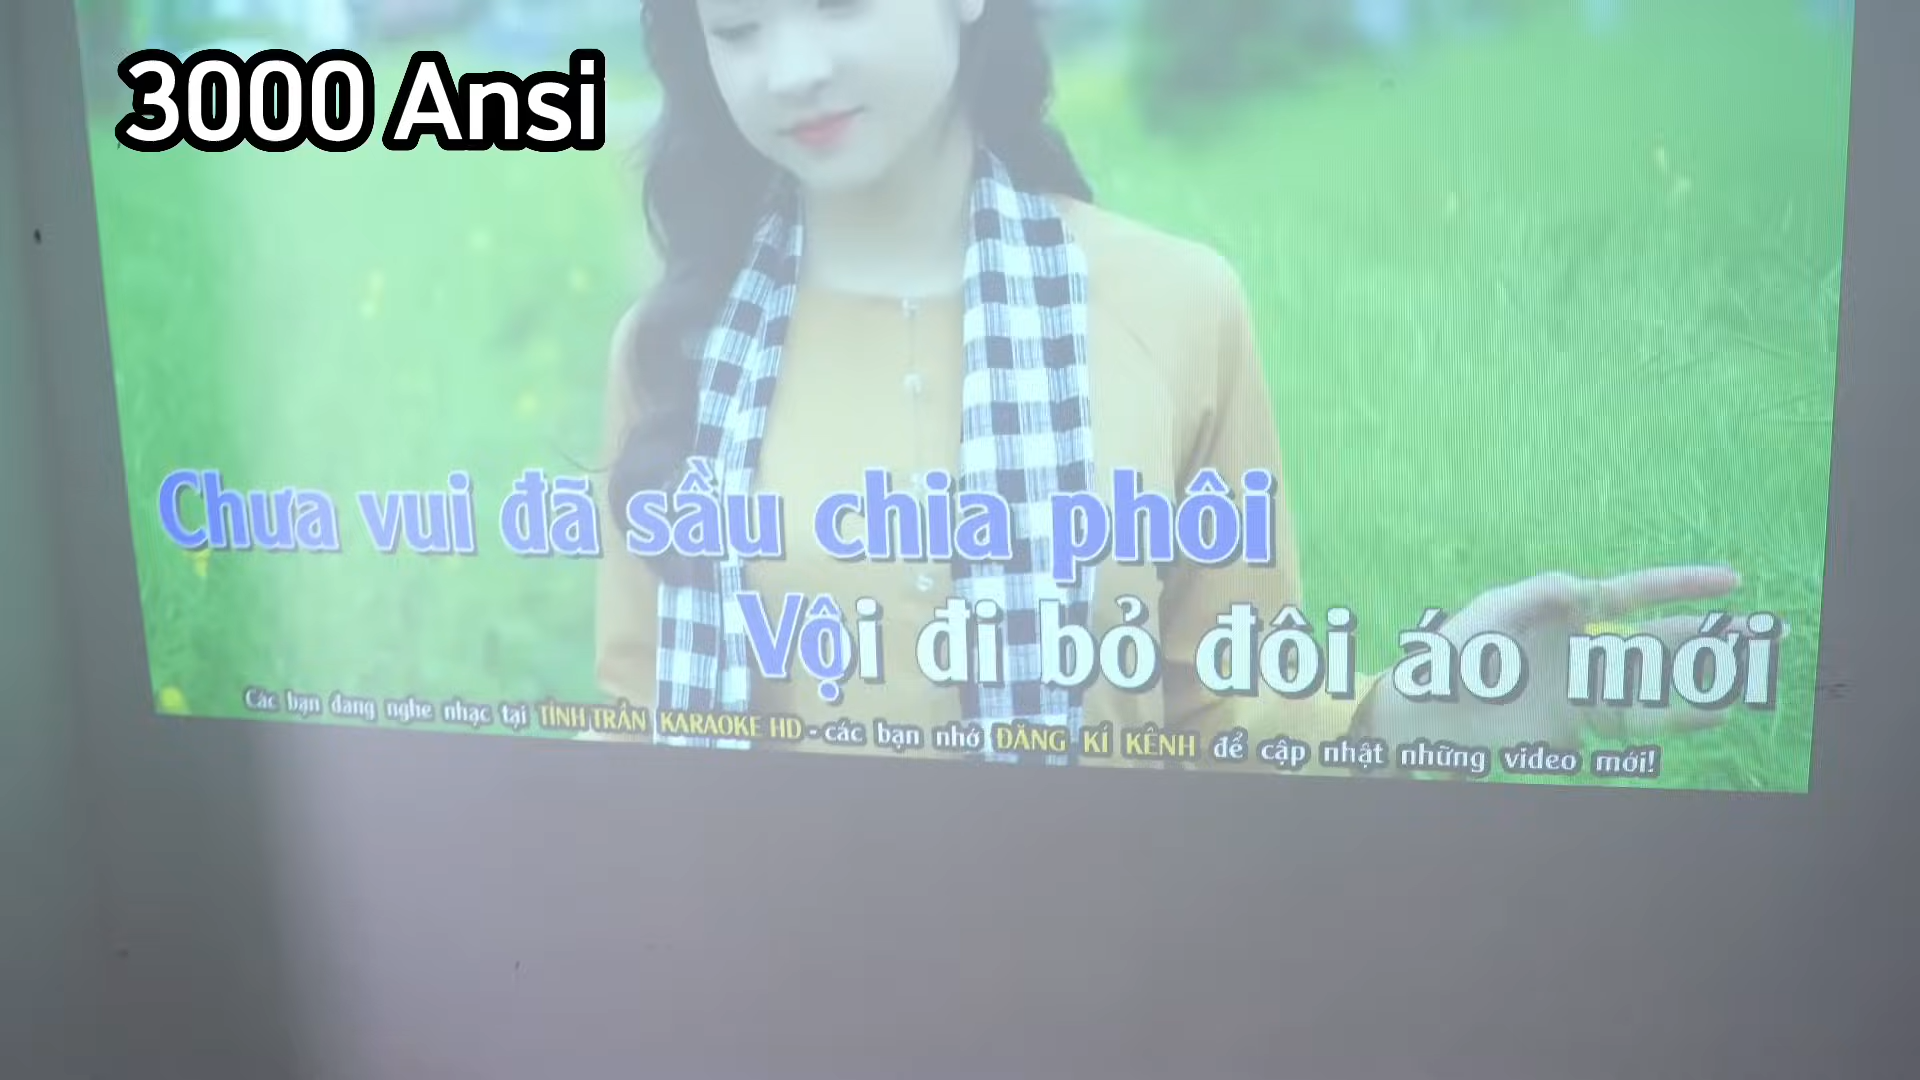 3000 Ansi
Chưa vui đã sầu chia phôi
Vội đi bỏ đôi áo mới
Các bạn đang nghe nhạc tại TÌNH TRẦN KARAOKE HD - các bạn nhớ ĐĂNG KÍ KÊNH để cập nhật những video mới!